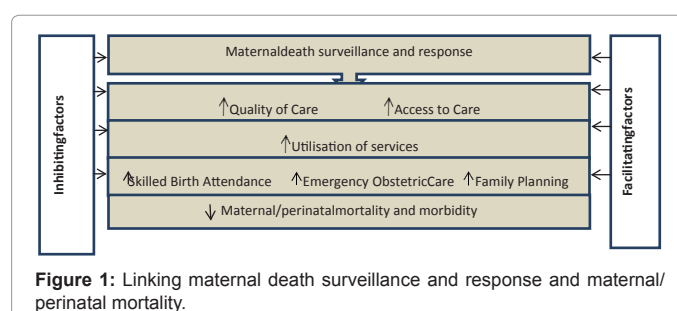 Maternaldeath surveillance and response
↑Quality of Care ↑Access to Care
↑Utilisation of services
↑Skilled Birth Attendance ↑Emergency ObstetricCare ↑Family Planning
↓ Maternal/perinatalmortality and morbidity
Inhibitingfactors
Facilitatingfactors
Figure 1: Linking maternal death surveillance and response and maternal/
perinatal mortality.